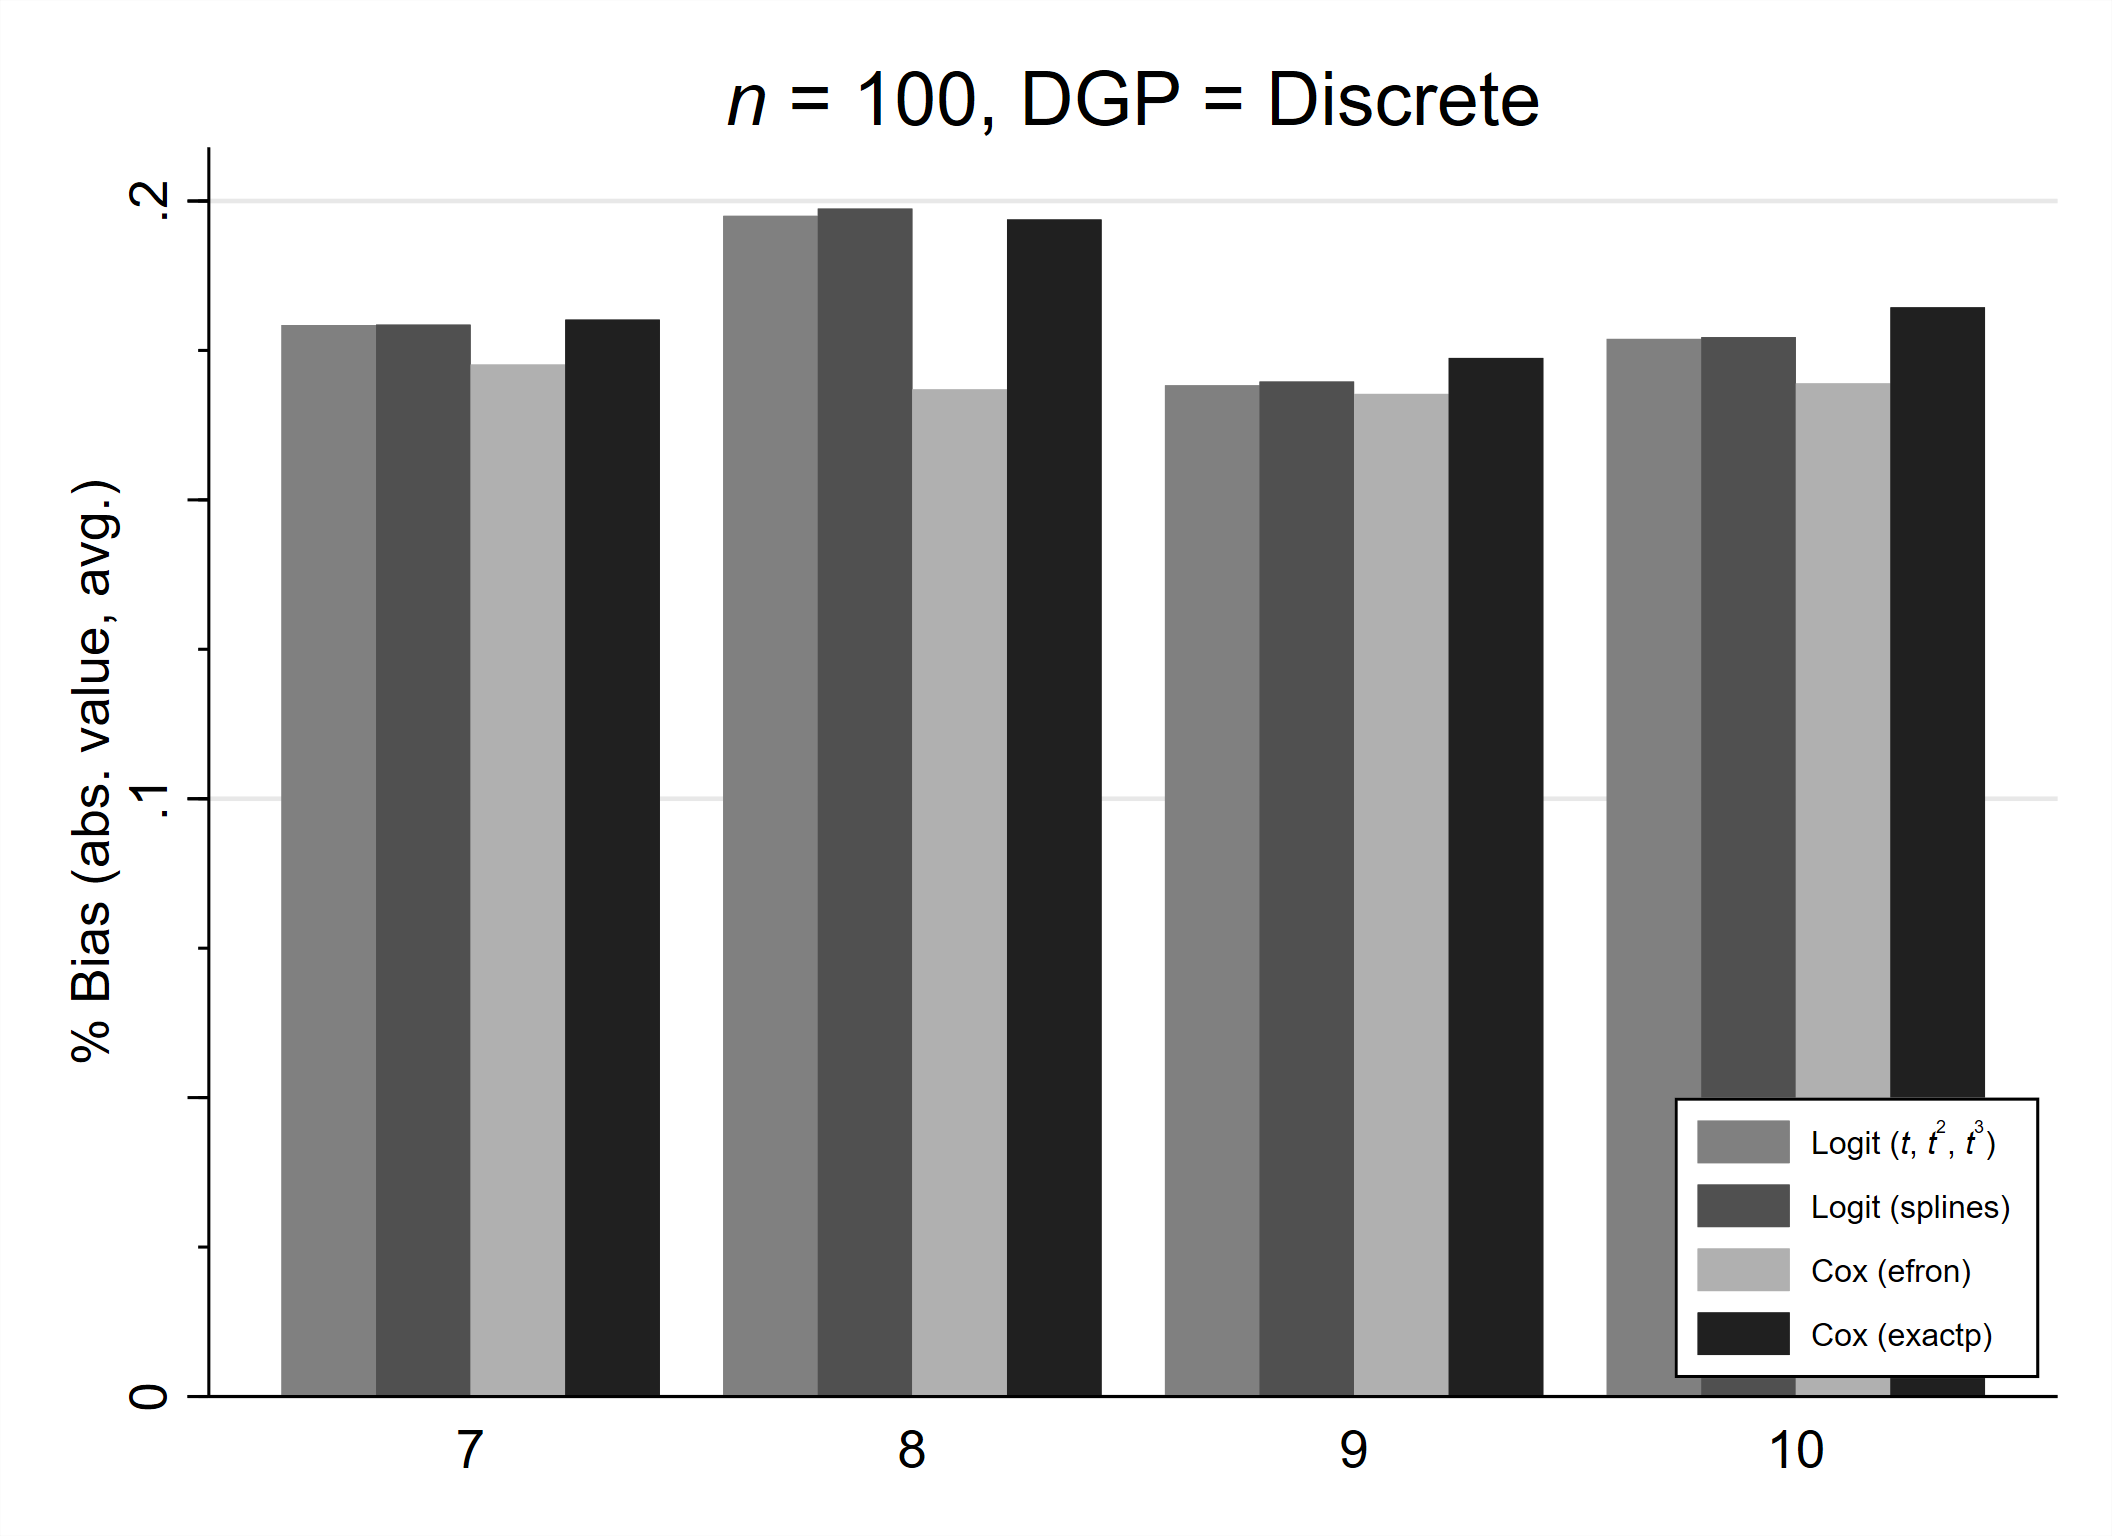 n = 100, DGP = Discrete
% Bias (abs. value, avg.)
.2
.1
0
7
8
9
10
Logit (t, t², t³)
Logit (splines)
Cox (efron)
Cox (exactp)